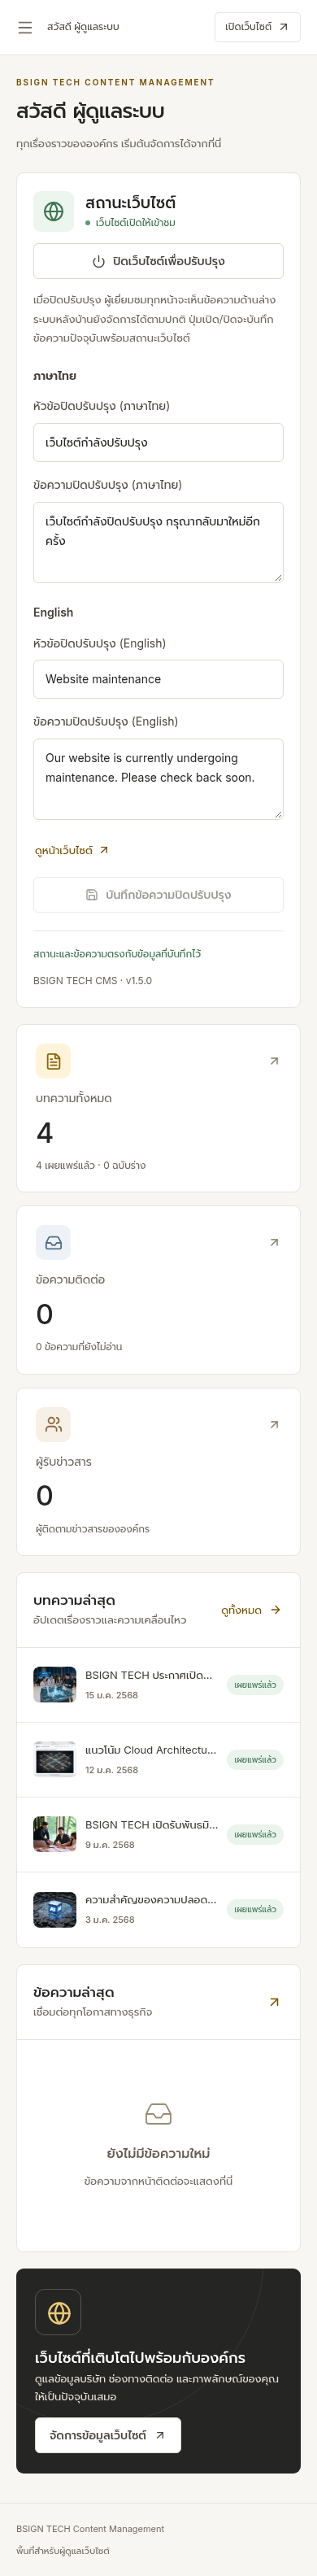 สวัสดี ผู้ดูแลระบบ
เปิดเว็บไซต์
BSIGN TECH CONTENT MANAGEMENT
สวัสดี ผู้ดูแลระบบ
ทุกเรื่องราวขององค์กร เริ่มต้นจัดการได้จากที่นี่
สถานะเว็บไซต์
เว็บไซต์เปิดให้เข้าชม
ปิดเว็บไซต์เพื่อปรับปรุง
เมื่อปิดปรับปรุง ผู้เยี่ยมชมทุกหน้าจะเห็นข้อความด้านล่าง
ระบบหลังบ้านยังจัดการได้ตามปกติ ปุ่มเปิด/ปิดจะบันทึก
ข้อความปัจจุบันพร้อมสถานะเว็บไซต์
ภาษาไทย
หัวข้อปิดปรับปรุง (ภาษาไทย)
เว็บไซต์กำลังปรับปรุง
ข้อความปิดปรับปรุง (ภาษาไทย)
เว็บไซต์กำลังปิดปรับปรุง กรุณากลับมาใหม่อีก
ครั้ง
English
หัวข้อปิดปรับปรุง (English)
Website maintenance
ข้อความปิดปรับปรุง (English)
Our website is currently undergoing
maintenance. Please check back soon.
ดูหน้าเว็บไซต์
บันทึกข้อความปิดปรับปรุง
สถานะและข้อความตรงกับข้อมูลที่บันทึกไว้
BSIGN TECH CMS · v1.5.0
บทความทั้งหมด
4
4 เผยแพร่แล้ว · 0 ฉบับร่าง
ข้อความติดต่อ
0
0 ข้อความที่ยังไม่อ่าน
ผู้รับข่าวสาร
0
ผู้ติดตามข่าวสารขององค์กร
บทความล่าสุด
อัปเดตเรื่องราวและความเคลื่อนไหว
ดูทั้งหมด
BSIGN TECH ประกาศเปิด...
15 ม.ค. 2568
เผยแพร่แล้ว
แนวโน้ม Cloud Architectu...
12 ม.ค. 2568
เผยแพร่แล้ว
BSIGN TECH เปิดรับพันธมิ...
9 ม.ค. 2568
เผยแพร่แล้ว
ความสำคัญของความปลอด...
3 ม.ค. 2568
เผยแพร่แล้ว
ข้อความล่าสุด
เชื่อมต่อทุกโอกาสทางธุรกิจ
ยังไม่มีข้อความใหม่
ข้อความจากหน้าติดต่อจะแสดงที่นี่
เว็บไซต์ที่เติบโตไปพร้อมกับองค์กร
ดูแลข้อมูลบริษัท ช่องทางติดต่อ และภาพลักษณ์ของคุณ
ให้เป็นปัจจุบันเสมอ
จัดการข้อมูลเว็บไซต์
BSIGN TECH Content Management
พื้นที่สำหรับผู้ดูแลเว็บไซต์